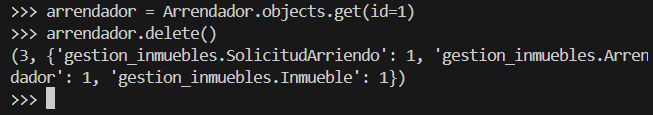 >>> arrendador = Arrendador.objects.get(id=1)
>>> arrendador.delete()
(3, {'gestion_inmuebles.SolicitudArriendo': 1, 'gestion_inmuebles.Arren
dador': 1, 'gestion_inmuebles.Inmueble': 1})
>>>